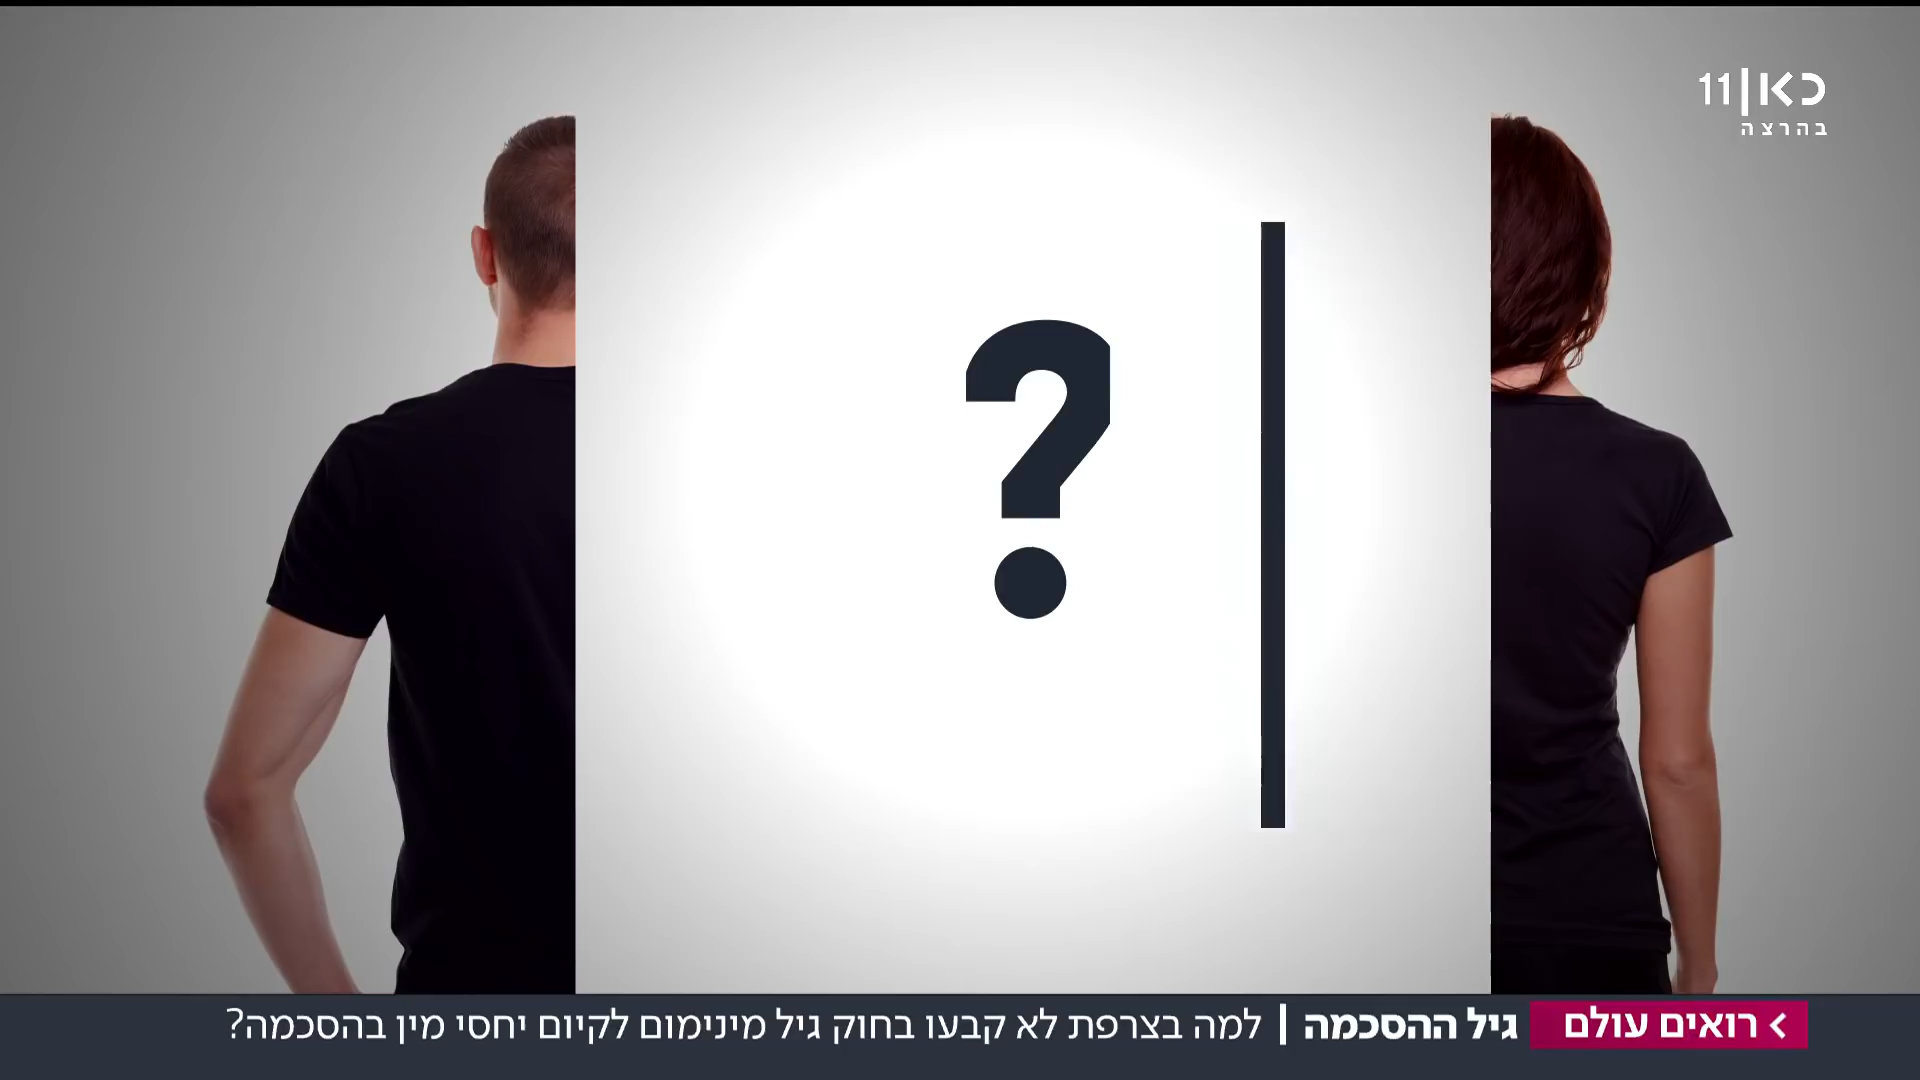 כאן|11
בהרצה
?
רואים עולם
גיל ההסכמה | למה בצרפת לא קבעו בחוק גיל מינימום לקיום יחסי מין בהסכמה?